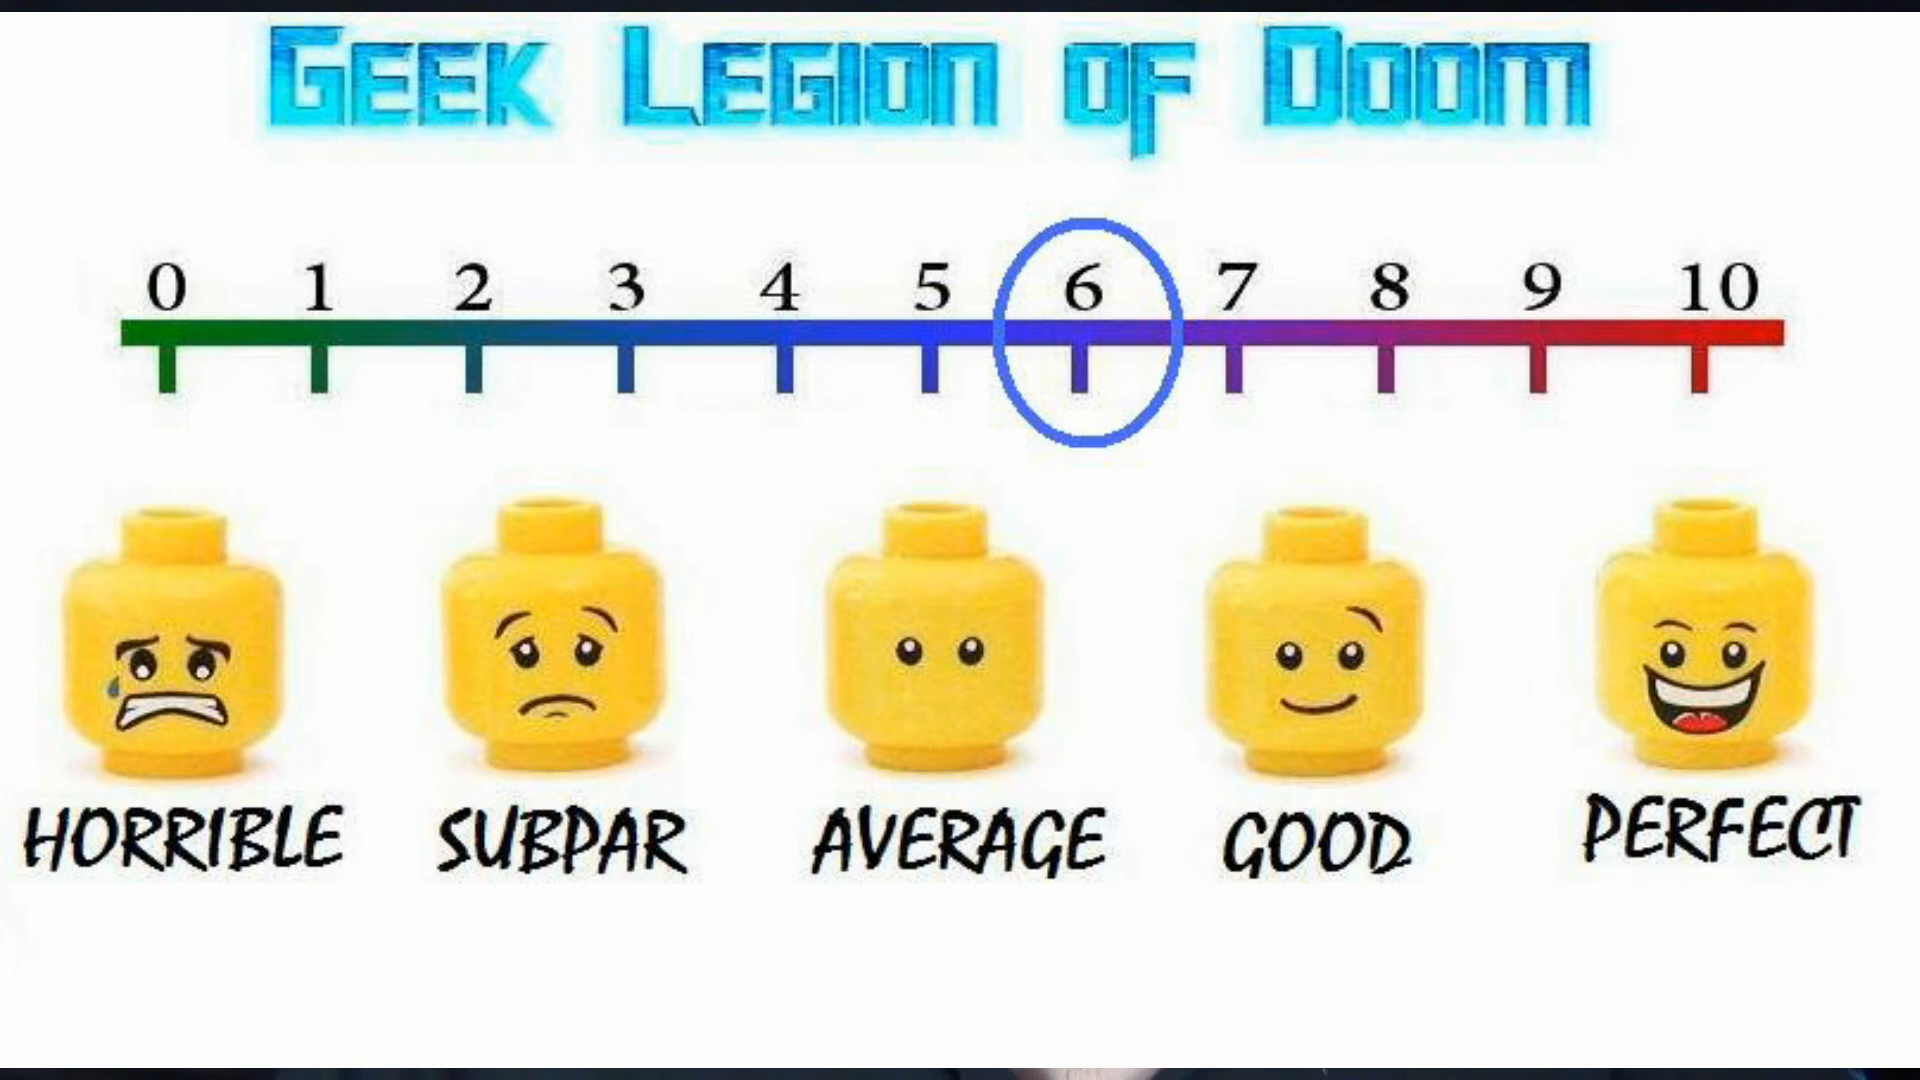 GEEK LEGION OF DOOM
0 1 2 3 4 5 6 7 8 9 10
HORRIBLE SUBPAR AVERAGE GOOD PERFECT